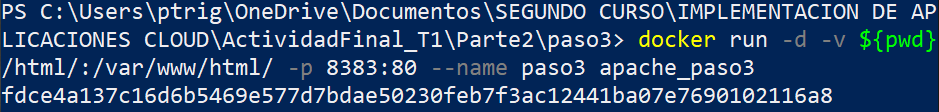 PS C:\Users\ptrig\OneDrive\Documentos\SEGUNDO CURSO\IMPLEMENTACION DE AP
LICACIONES CLOUD\ActividadFinal_T1\Parte2\paso3> docker run -d -v ${pwd}
/html/:/var/www/html/ -p 8383:80 --name paso3 apache_paso3
fdce4a137c16d6b5469e577d7bdae50230feb7f3ac12441ba07e7690102116a8